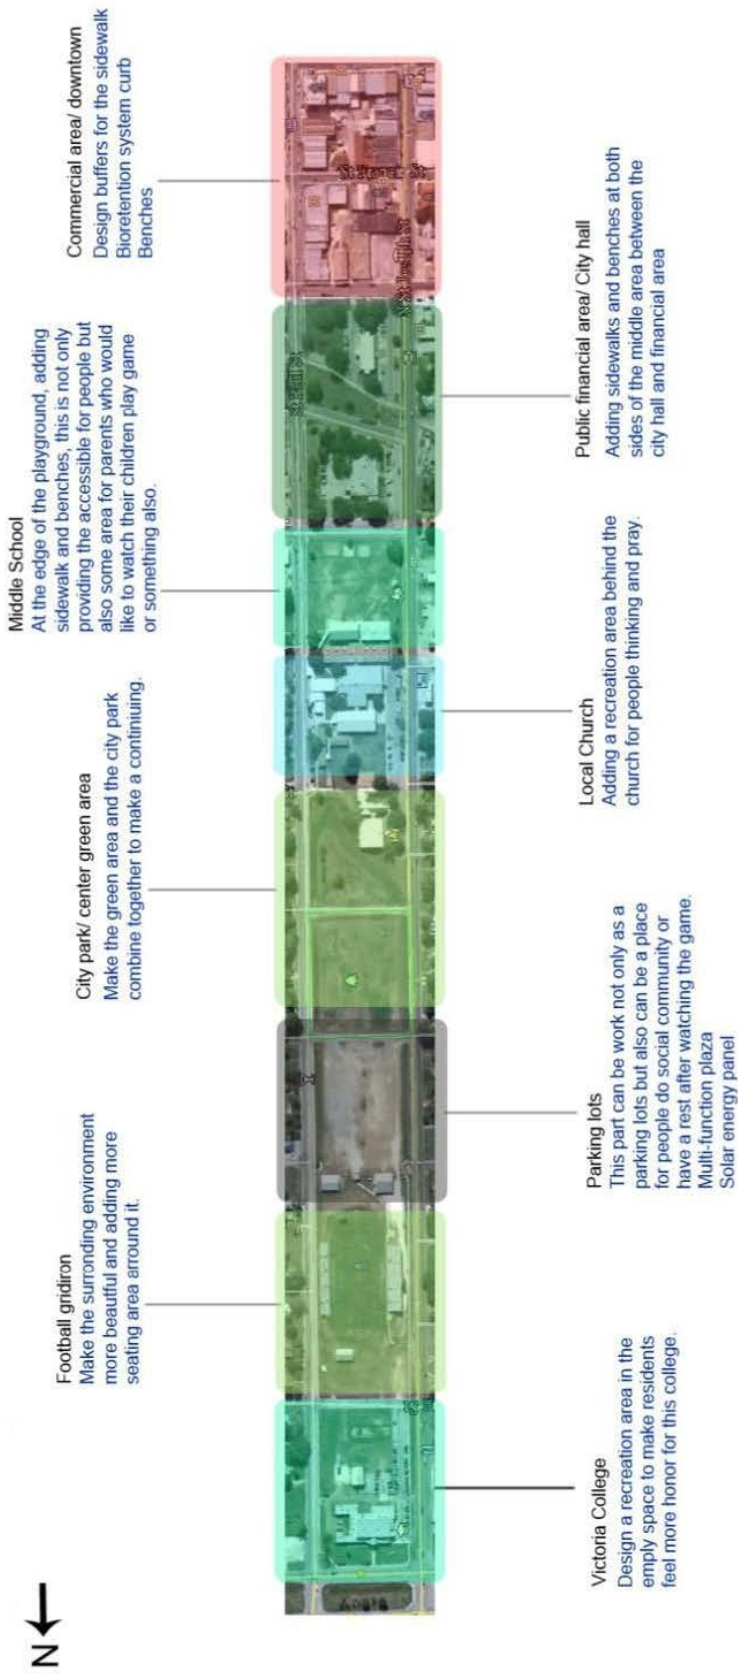 Commercial area/ downtown
Design buffers for the sidewalk
Bioretention system curb
Benches
Middle School
At the edge of the playground, adding
sidewalk and benches, this is not only
providing the accessible for people but
also some area for parents who would
like to watch their children play game
or something also.
City park/ center green area
Make the green area and the city park
combine together to make a continiuing.
Football gridiron
Make the surronding environment
more beautful and adding more
seating area arround it.
N
Public financial area/ City hall
Adding sidewalks and benches at both
sides of the middle area between the
city hall and financial area
Local Church
Adding a recreation area behind the
church for people thinking and pray.
Parking lots
This part can be work not only as a
parking lots but also can be a place
for people do social community or
have a rest after watching the game.
Multi-function plaza
Solar energy panel
Victoria College
Design a recreation area in the
emply space to make residents
feel more honor for this college.